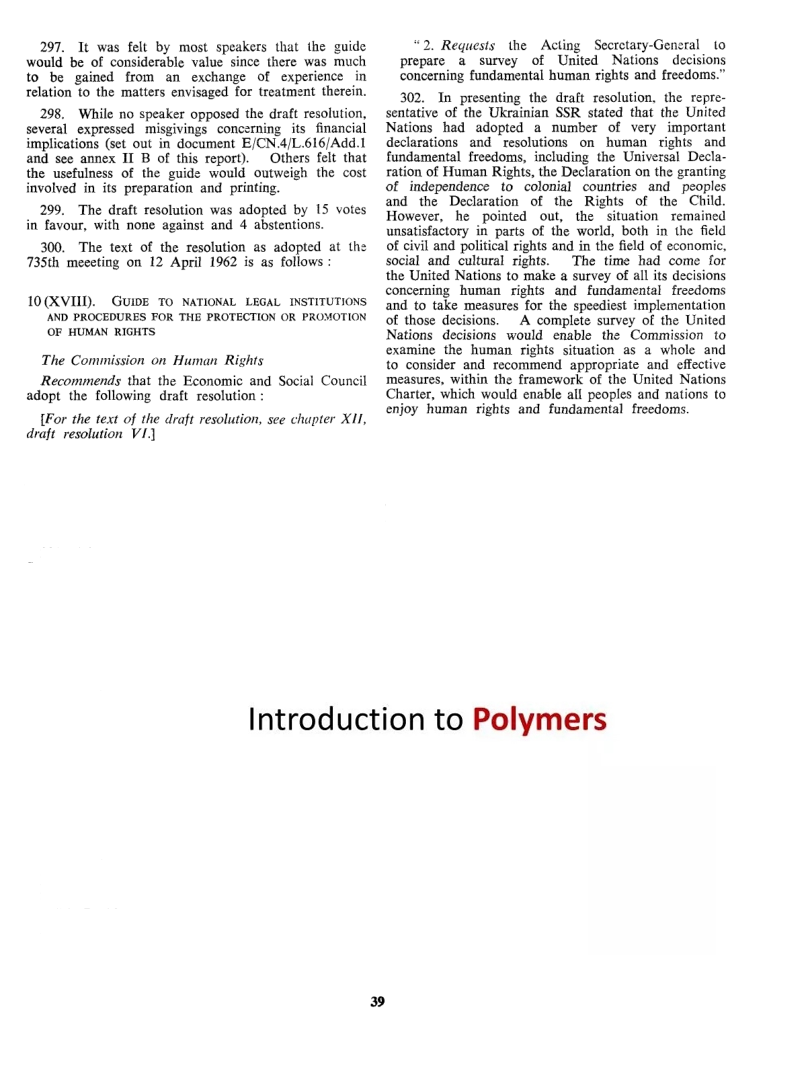 297. It was felt by most speakers that the guide
would be of considerable value since there was much
to be gained from an exchange of experience in
relation to the matters envisaged for treatment therein.
298. While no speaker opposed the draft resolution,
several expressed misgivings concerning its financial
implications (set out in document E/CN.4/L.616/Add.1
and see annex II B of this report). Others felt that
the usefulness of the guide would outweigh the cost
involved in its preparation and printing.
299. The draft resolution was adopted by 15 votes
in favour, with none against and 4 abstentions.
300. The text of the resolution as adopted at the
735th meeeting on 12 April 1962 is as follows :
10 (XVIII). GUIDE TO NATIONAL LEGAL INSTITUTIONS
AND PROCEDURES FOR THE PROTECTION OR PROMOTION
OF HUMAN RIGHTS
The Commission on Human Rights
Recommends that the Economic and Social Council
adopt the following draft resolution :
[For the text of the draft resolution, see chapter XII,
draft resolution VI.]
“ 2. Requests the Acting Secretary-General to
prepare a survey of United Nations decisions
concerning fundamental human rights and freedoms.”
302. In presenting the draft resolution, the repre-
sentative of the Ukrainian SSR stated that the United
Nations had adopted a number of very important
declarations and resolutions on human rights and
fundamental freedoms, including the Universal Decla-
ration of Human Rights, the Declaration on the granting
of independence to colonial countries and peoples
and the Declaration of the Rights of the Child.
However, he pointed out, the situation remained
unsatisfactory in parts of the world, both in the field
of civil and political rights and in the field of economic,
social and cultural rights. The time had come for
the United Nations to make a survey of all its decisions
concerning human rights and fundamental freedoms
and to take measures for the speediest implementation
of those decisions. A complete survey of the United
Nations decisions would enable the Commission to
examine the human rights situation as a whole and
to consider and recommend appropriate and effective
measures, within the framework of the United Nations
Charter, which would enable all peoples and nations to
enjoy human rights and fundamental freedoms.
Introduction to Polymers
39